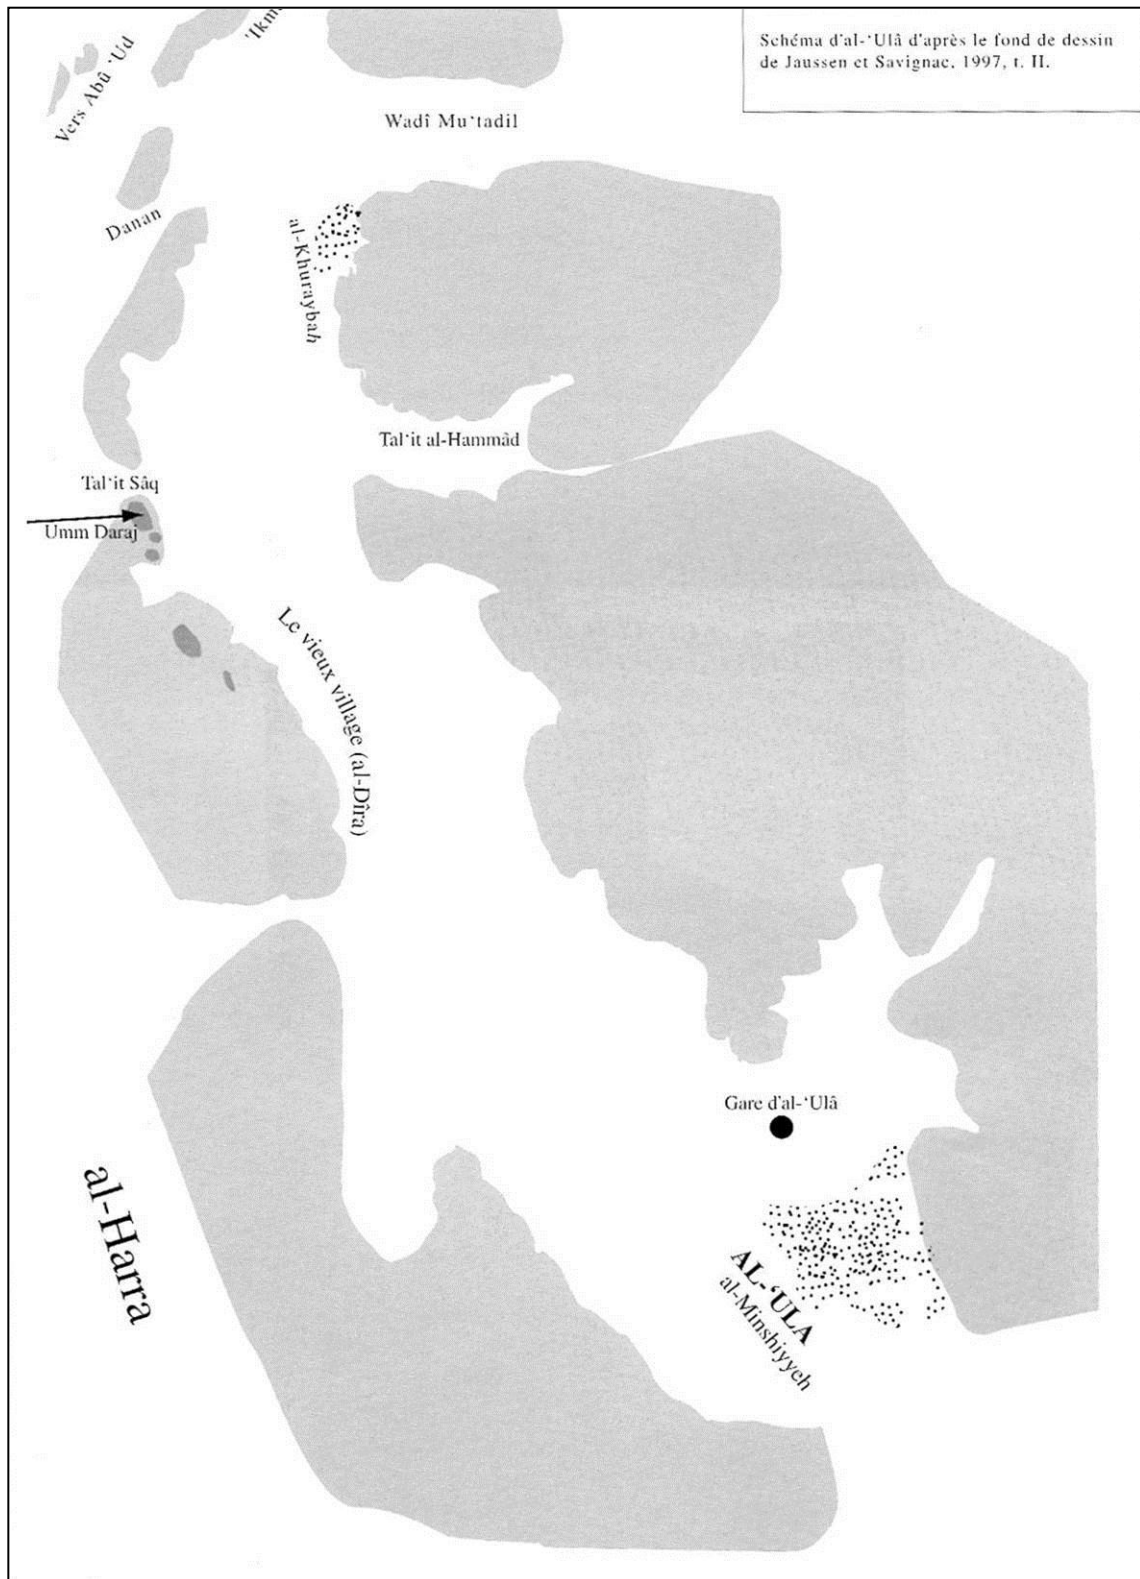 Schéma d'al-‘Ulâ d'après le fond de dessin
de Jaussen et Savignac, 1997, t. II.
Vers Abû ‘Ud
Wadî Mu‘tadil
Danan
al-Khuraybah
Tal‘it al-Hammâd
Tal‘it Sâq
Umm Daraj
Le vieux village (al-Dîra)
Gare d'al-‘Ulâ
al-Harra
AL-‘ULA
al-Minshiyyeh